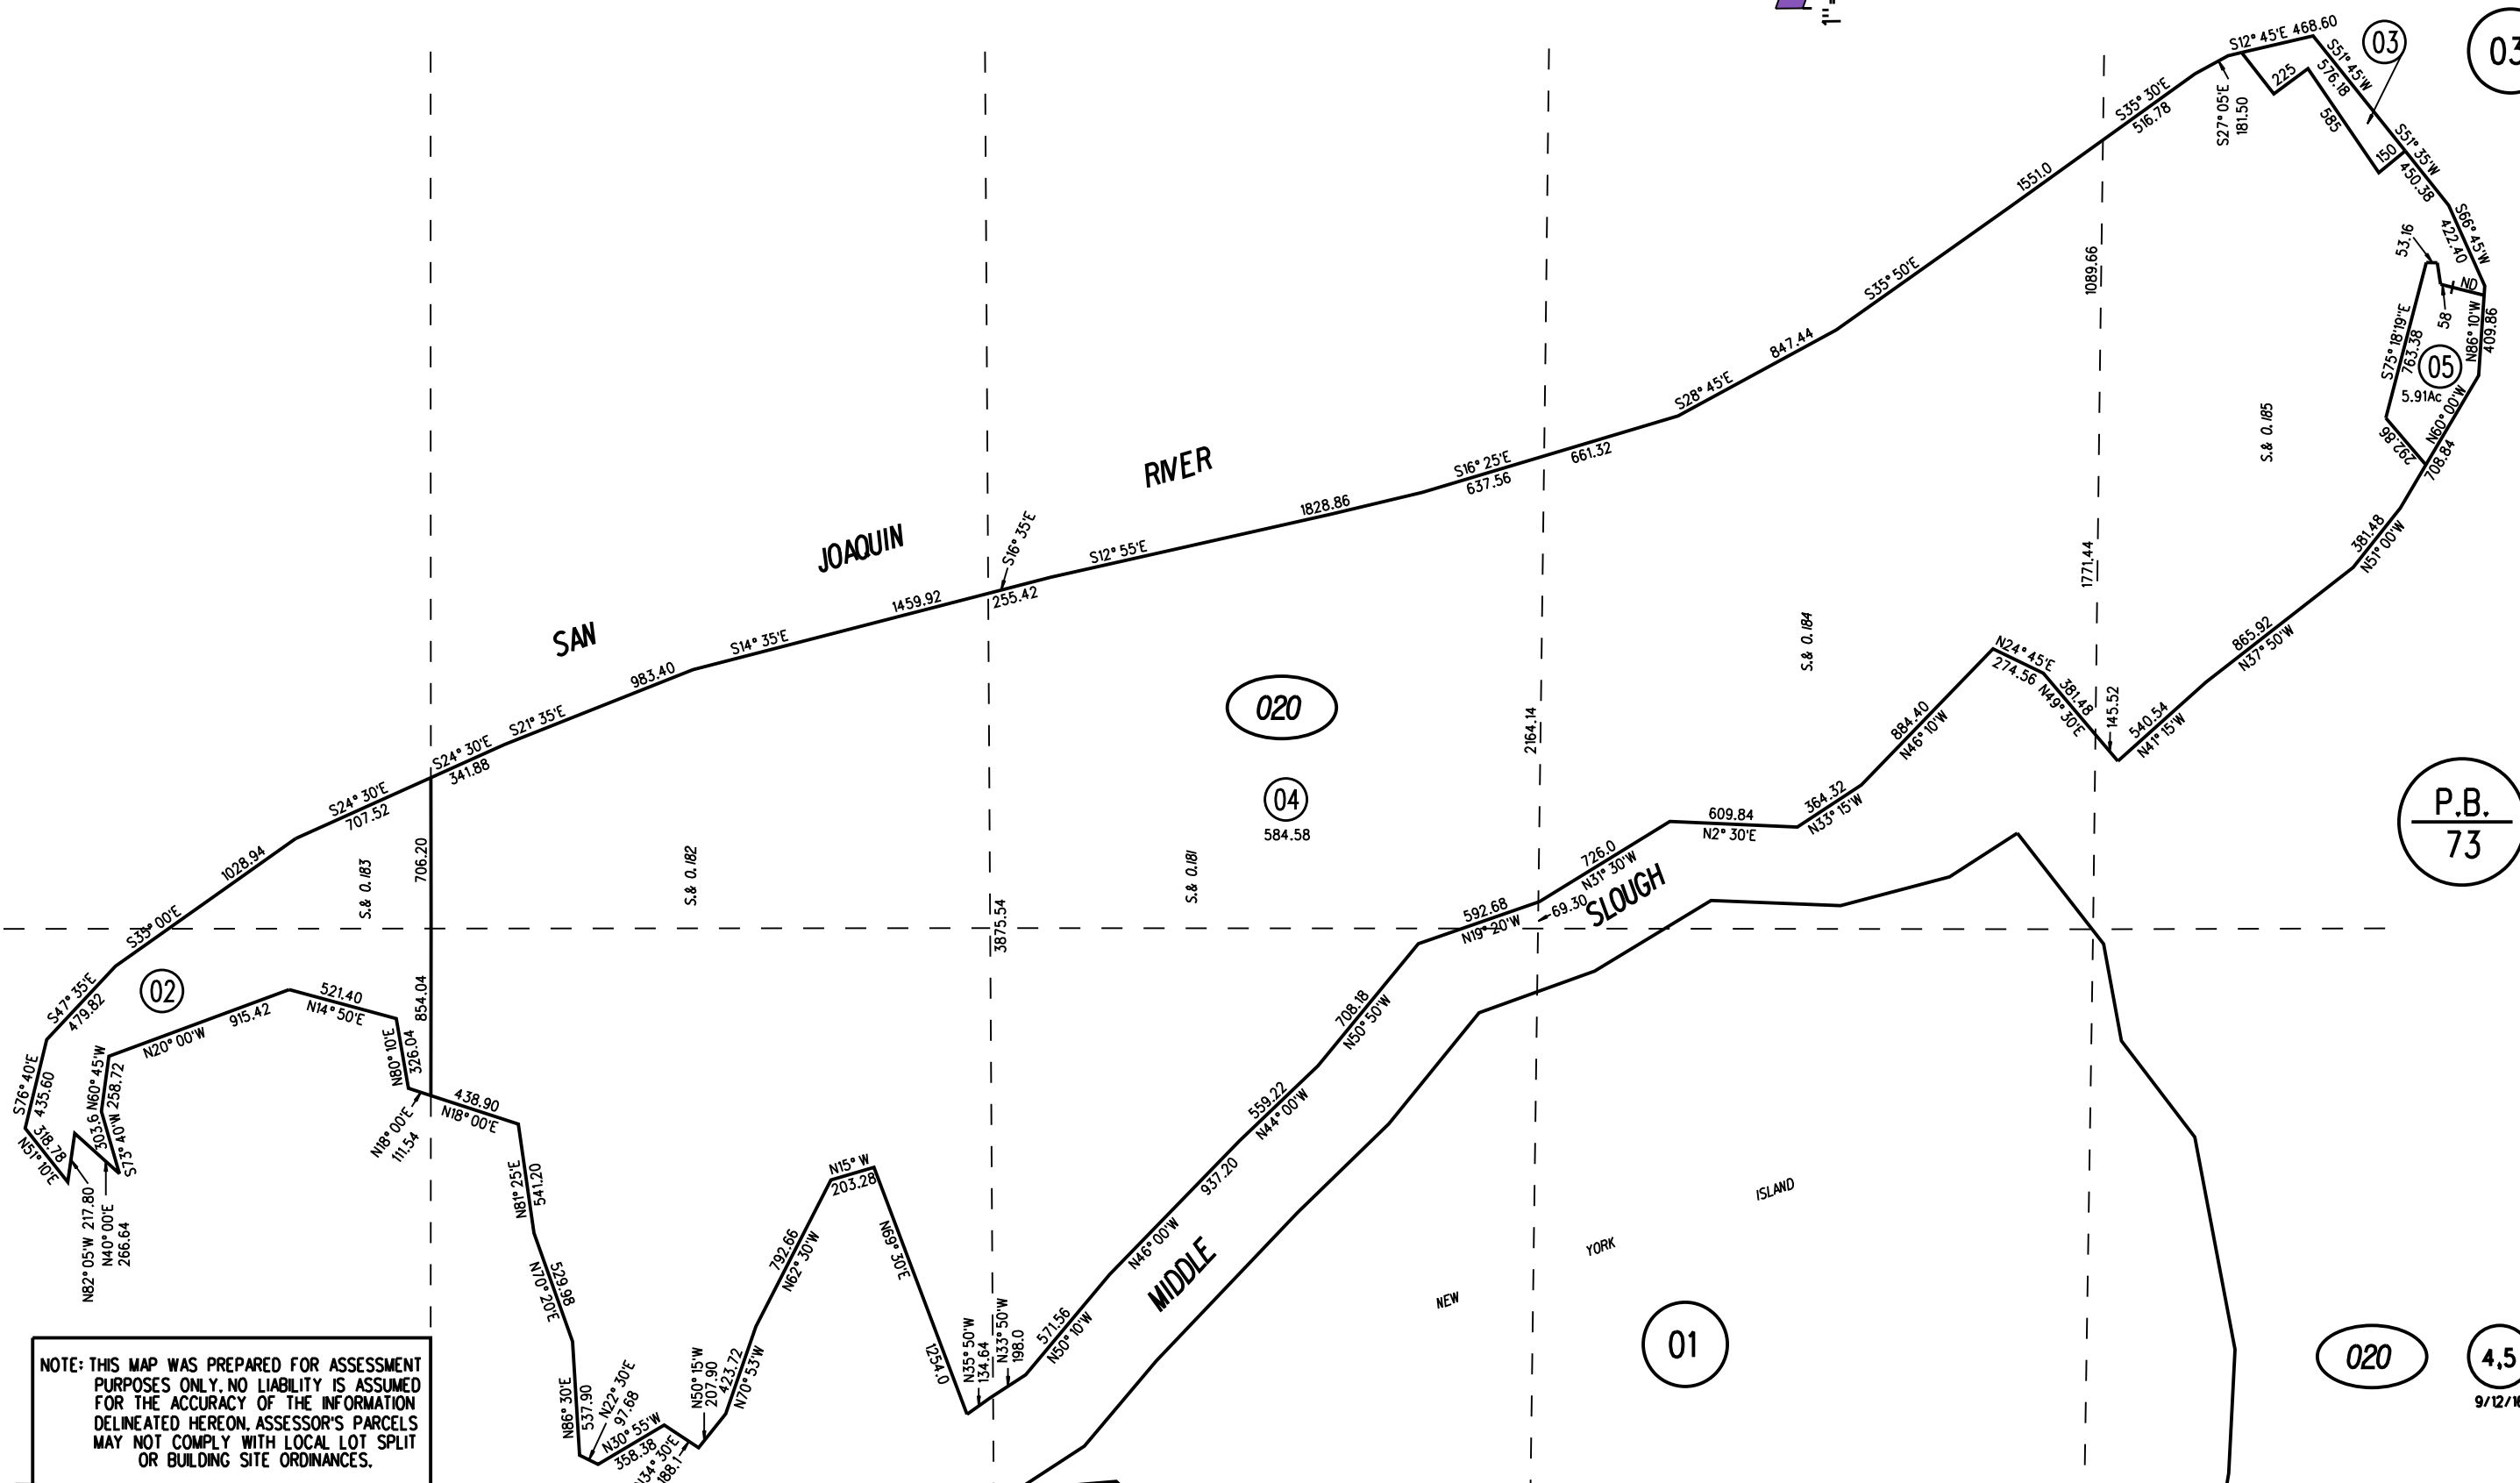 1"
S12° 45'E 468.60
03
03
S51° 45'W
576.18
225
585
150
S51° 35'W
450.38
S35° 30'E
516.78
S27° 05'E
181.50
1551.0
S66° 45'W
422.40
53.16
ND
58
N86° 10'W
409.86
S75° 18'19"E
763.38
05
5.91Ac
N60° 00'W
708.84
292.86
1089.66
S35° 50'E
847.44
S28° 45'E
S.& O.185
RIVER
S16° 25'E
637.56
661.32
1828.86
381.48
N51° 00'W
JOAQUIN
S16° 35'E
S12° 55'E
1771.44
1459.92
255.42
SAN
S14° 35'E
983.40
S21° 35'E
S.& O.184
865.92
N37° 50'W
N24° 45'E
274.56
381.48
N49° 30'E
145.52
540.54
N41° 15'W
020
2164.14
884.40
N46° 10'W
S24° 30'E
341.88
S24° 30'E
707.52
04
584.58
609.84
N2° 30'E
364.32
N33° 15'W
P.B.
73
1028.94
706.20
S.& O.183
S.& O.182
S.& O.181
726.0
N31° 30'W
SLOUGH
S35° 00'E
3875.54
592.68
N19° 20'W
69.30
S47° 35'E
479.82
02
521.40
N14° 50'E
915.42
N20° 00'W
854.04
708.18
N50° 50'W
S76° 40'E
435.60
N60° 45'W
258.72
303.6
S73° 40'W
N80° 10'E
326.04
438.90
N18° 00'E
N18° 00'E
111.54
559.22
N44° 00'W
318.78
N51° 10'E
N82° 05'W 217.80
N40° 00'E
266.64
N81° 25'E
541.20
N15° W
203.28
937.20
N46° 00'W
ISLAND
YORK
NEW
MIDDLE
792.66
N62° 30'W
N69° 30'E
1254.0
529.98
N70° 20'E
N35° 50'W
134.64
N33° 50'W
198.0
571.56
N50° 10'W
01
020
4,5
NOTE: THIS MAP WAS PREPARED FOR ASSESSMENT
PURPOSES ONLY. NO LIABILITY IS ASSUMED
FOR THE ACCURACY OF THE INFORMATION
DELINEATED HEREON. ASSESSOR'S PARCELS
MAY NOT COMPLY WITH LOCAL LOT SPLIT
OR BUILDING SITE ORDINANCES.
N86° 30'E
537.90
N22° 30'E
97.68
N30° 55'W
358.38
N34° 30'E
188.1
N50° 15'W
207.90
423.72
N70° 53'W